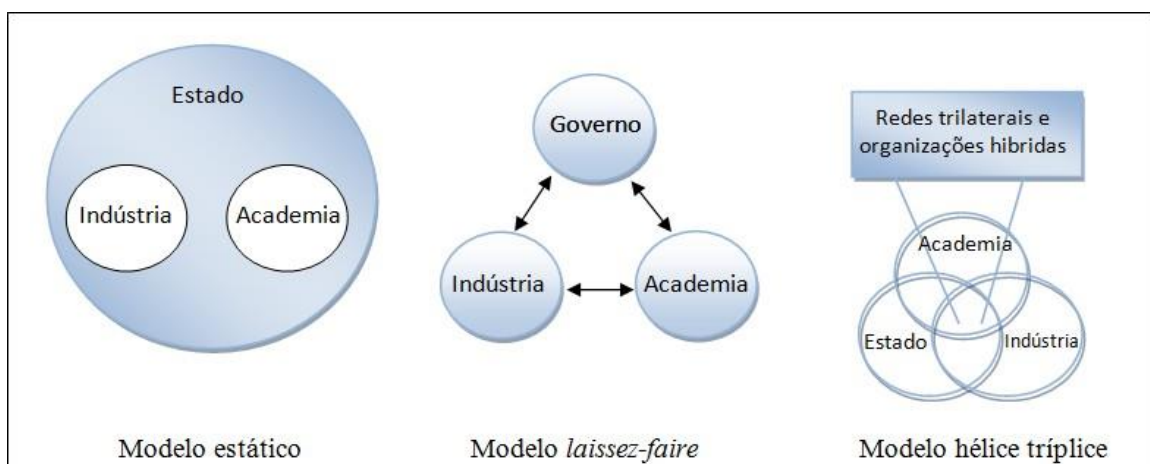 Estado
Indústria
Academia
Modelo estático
Governo
Indústria
Academia
Modelo laissez-faire
Redes trilaterais e
organizações hibridas
Academia
Estado
Indústria
Modelo hélice tríplice